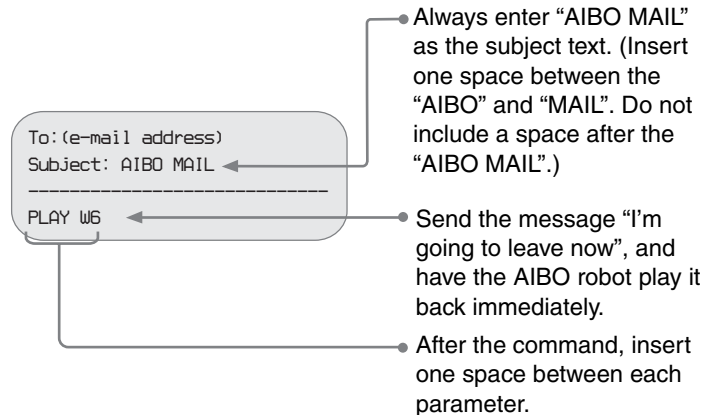 Always enter “AIBO MAIL”
as the subject text. (Insert
one space between the
“AIBO” and “MAIL”. Do not
include a space after the
“AIBO MAIL”.)
To:(e-mail address)
Subject: AIBO MAIL
------------------------------
PLAY W6
Send the message “I’m
going to leave now”, and
have the AIBO robot play it
back immediately.
After the command, insert
one space between each
parameter.